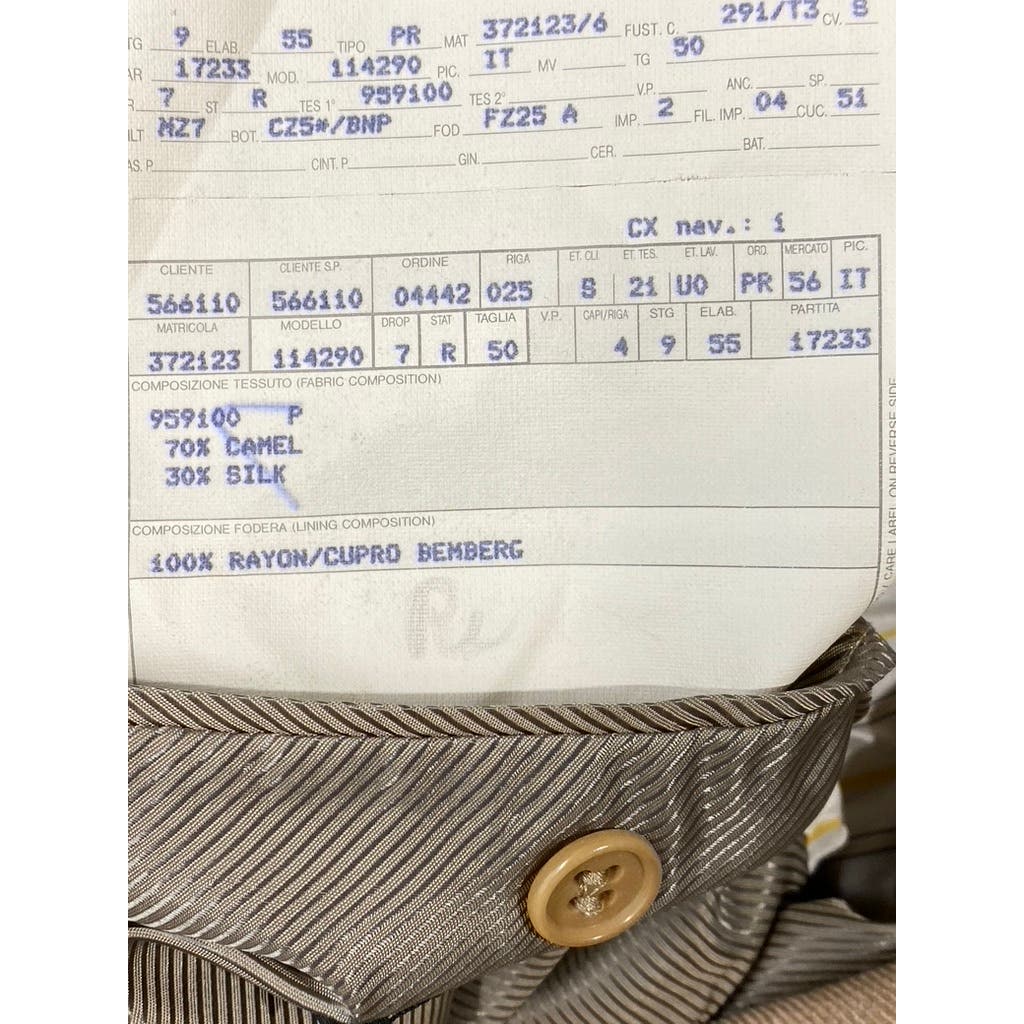 TG 9 ELAB. 55 TIPO PR MAT 372123/6 FUST. C. 291/T3 CV. S
AR 17233 MOD. 114290 PIC. IT MV TG 50
R 7 ST R TES 1° 959100 TES 2° V.P. ANC. SP.
ILT MZ7 BOT. CZ5#/BNP FOD FZ25 A IMP. 2 FIL. IMP. 04 CUC. 51
AS. P. CINT. P. GIN. CER. BAT.
CX nav.: 1
CLIENTE CLIENTE S.P. ORDINE RIGA ET. CLI. ET. TES. ET. LAV. ORD. MERCATO PIC.
566110 566110 04442 025 S 21 U0 PR 56 IT
MATRICOLA MODELLO DROP STAT TAGLIA V.P. CAPI/RIGA STG ELAB. PARTITA
372123 114290 7 R 50 4 9 55 17233
COMPOSIZIONE TESSUTO (FABRIC COMPOSITION)
959100 P
70% CAMEL
30% SILK
COMPOSIZIONE FODERA (LINING COMPOSITION)
100% RAYON/CUPRO BEMBERG
CARE LABEL ON REVERSE SIDE